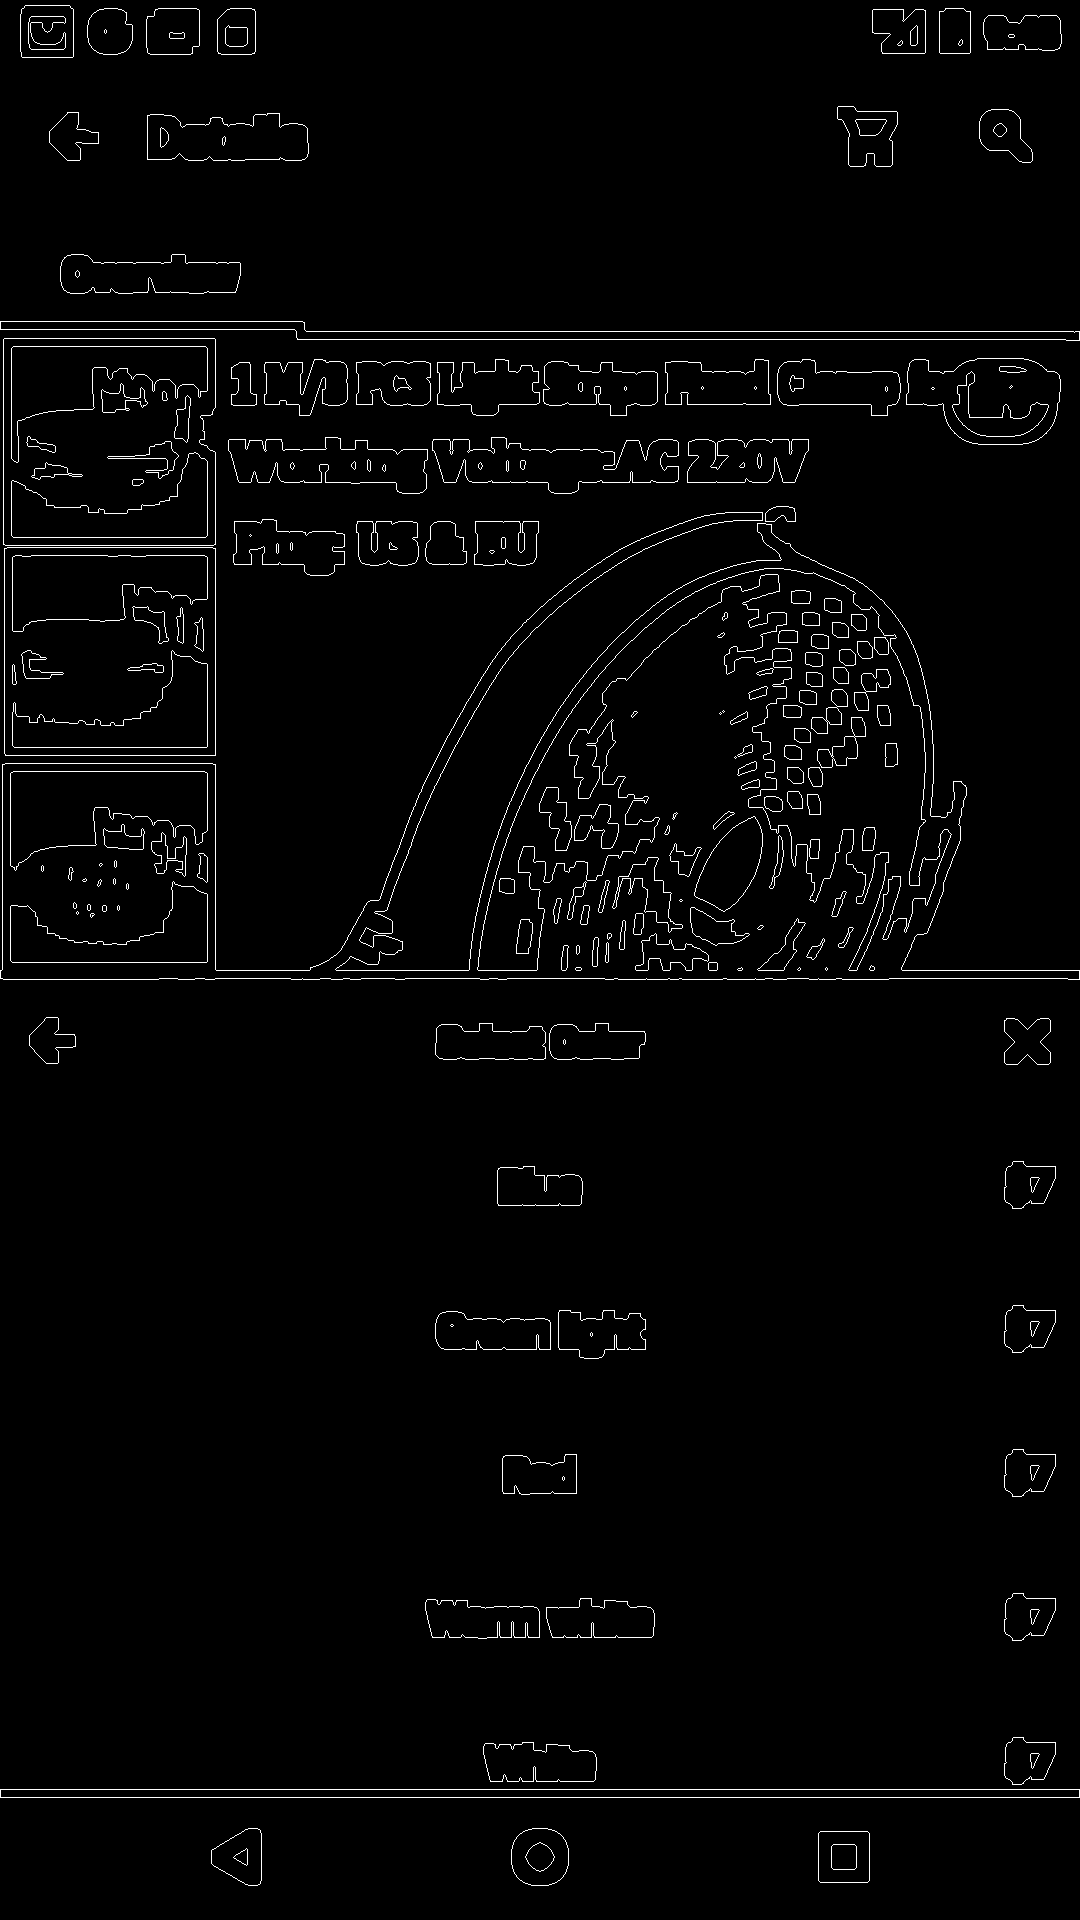 Details
Overview
1 M/3 PCS Light Strips Fixed Clamp for
Working Voltage:AC 220V
Plug: US & EU
Select Color
Blue
$7
Green light
$7
Red
$7
Warm white
$7
White
$7